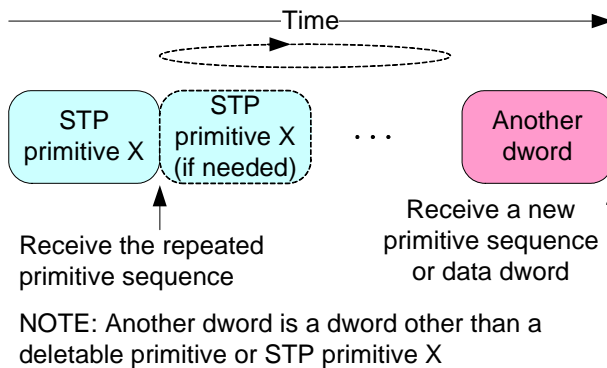 Time
STP
primitive X
STP
primitive X
(if needed)
. . .
Another
dword
Receive the repeated
primitive sequence
Receive a new
primitive sequence
or data dword
NOTE: Another dword is a dword other than a
deletable primitive or STP primitive X